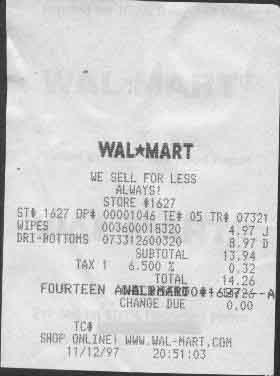 WAL★MART
WE SELL FOR LESS
ALWAYS!
STORE #1627
ST# 1627 OP# 00001046 TE# 05 TR# 07321
WIPES 003600018320 4.97 J
DRI-BOTTOMS 073312600320 8.97 D
SUBTOTAL 13.94
TAX 1 6.500 % 0.32
TOTAL 14.26
FOURTEEN
CHANGE DUE 0.00
TC#
SHOP ONLINE! WWW.WAL-MART.COM
11/12/97 20:51:03